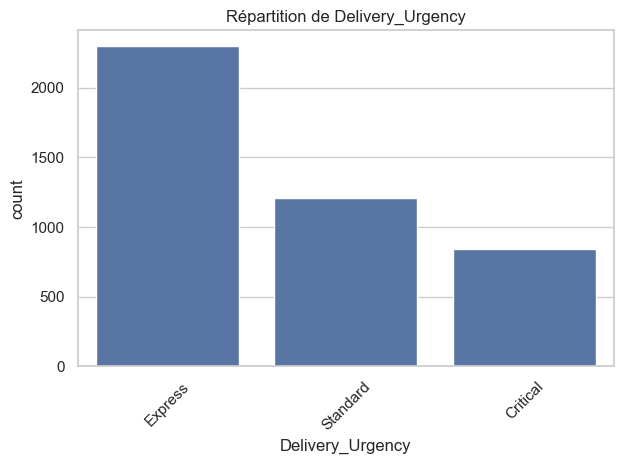 Répartition de Delivery_Urgency
count
2000
1500
1000
500
0
Express
Standard
Critical
Delivery_Urgency